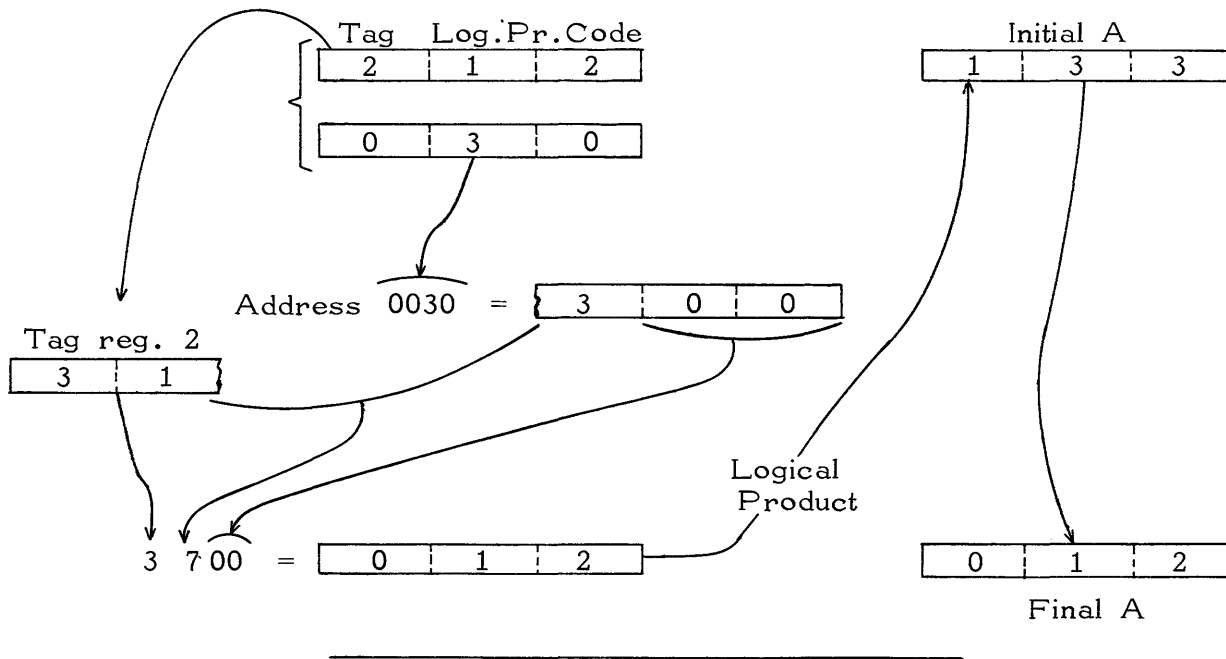 Tag Log.Pr.Code
2 1 2
0 3 0
Initial A
1 3 3
Address 0030 = 3 0 0
Tag reg. 2
3 1
Logical
Product
3 7 00 = 0 1 2
0 1 2
Final A